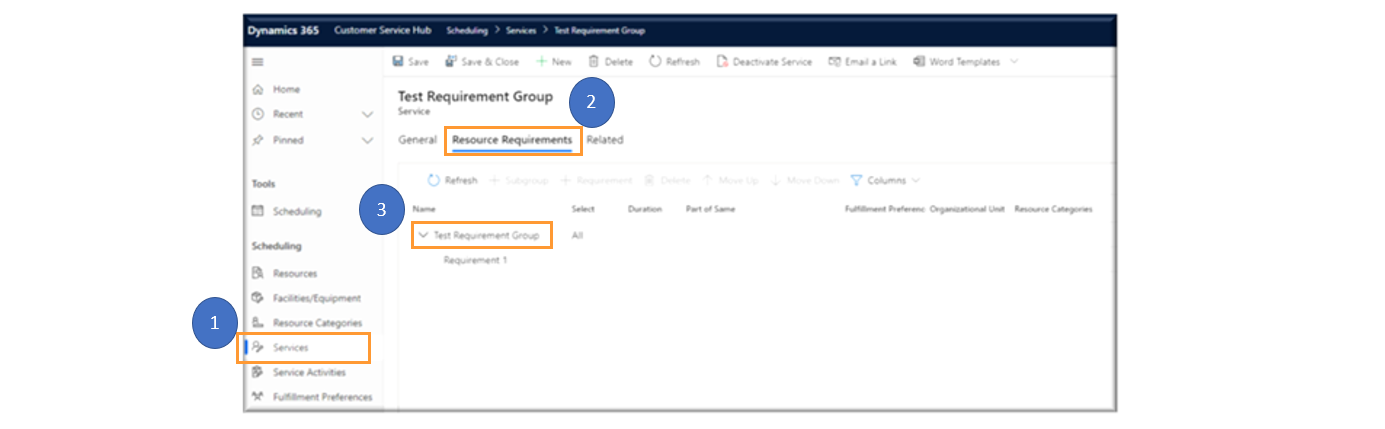 Dynamics 365 Customer Service Hub Scheduling > Services > Test Requirement Group
Save Save & Close New Delete Refresh Deactivate Service Email a Link Word Templates
Home
Recent
Pinned
Tools
Scheduling
Scheduling
Resources
Facilities/Equipment
Resource Categories
1
Services
Service Activities
Fulfillment Preferences
Test Requirement Group
2
Service
General Resource Requirements Related
Refresh Subgroup Requirement Delete Move Up Move Down Columns
3
Name Select Duration Part of Same Fulfillment Preferenc Organizational Unit Resource Categories
Test Requirement Group All
Requirement 1